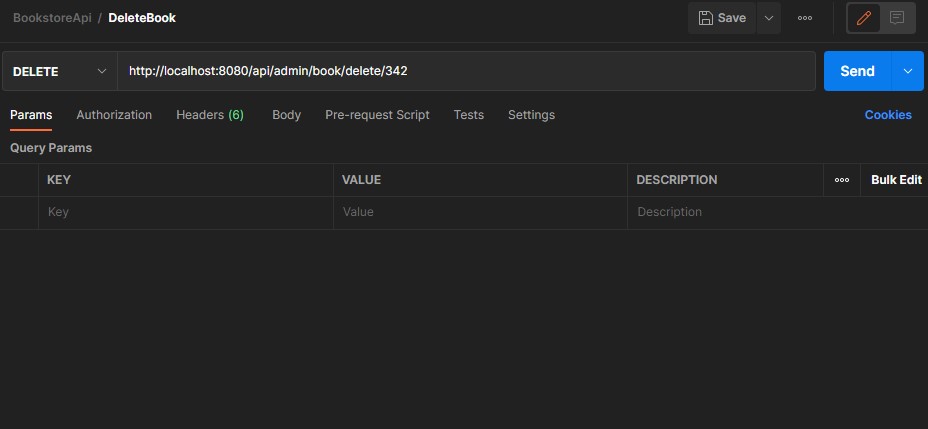 BookstoreApi / DeleteBook Save
DELETE http://localhost:8080/api/admin/book/delete/342 Send
Params Authorization Headers (6) Body Pre-request Script Tests Settings Cookies
Query Params
KEY VALUE DESCRIPTION Bulk Edit
Key Value Description